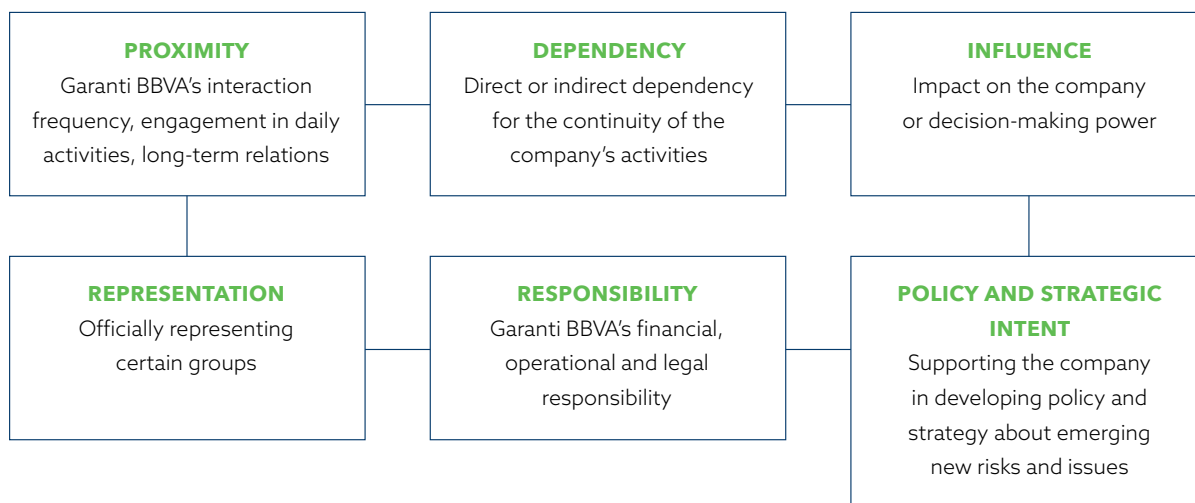 PROXIMITY
Garanti BBVA’s interaction
frequency, engagement in daily
activities, long-term relations
DEPENDENCY
Direct or indirect dependency
for the continuity of the
company’s activities
INFLUENCE
Impact on the company
or decision-making power
REPRESENTATION
Officially representing
certain groups
RESPONSIBILITY
Garanti BBVA’s financial,
operational and legal
responsibility
POLICY AND STRATEGIC
INTENT
Supporting the company
in developing policy and
strategy about emerging
new risks and issues